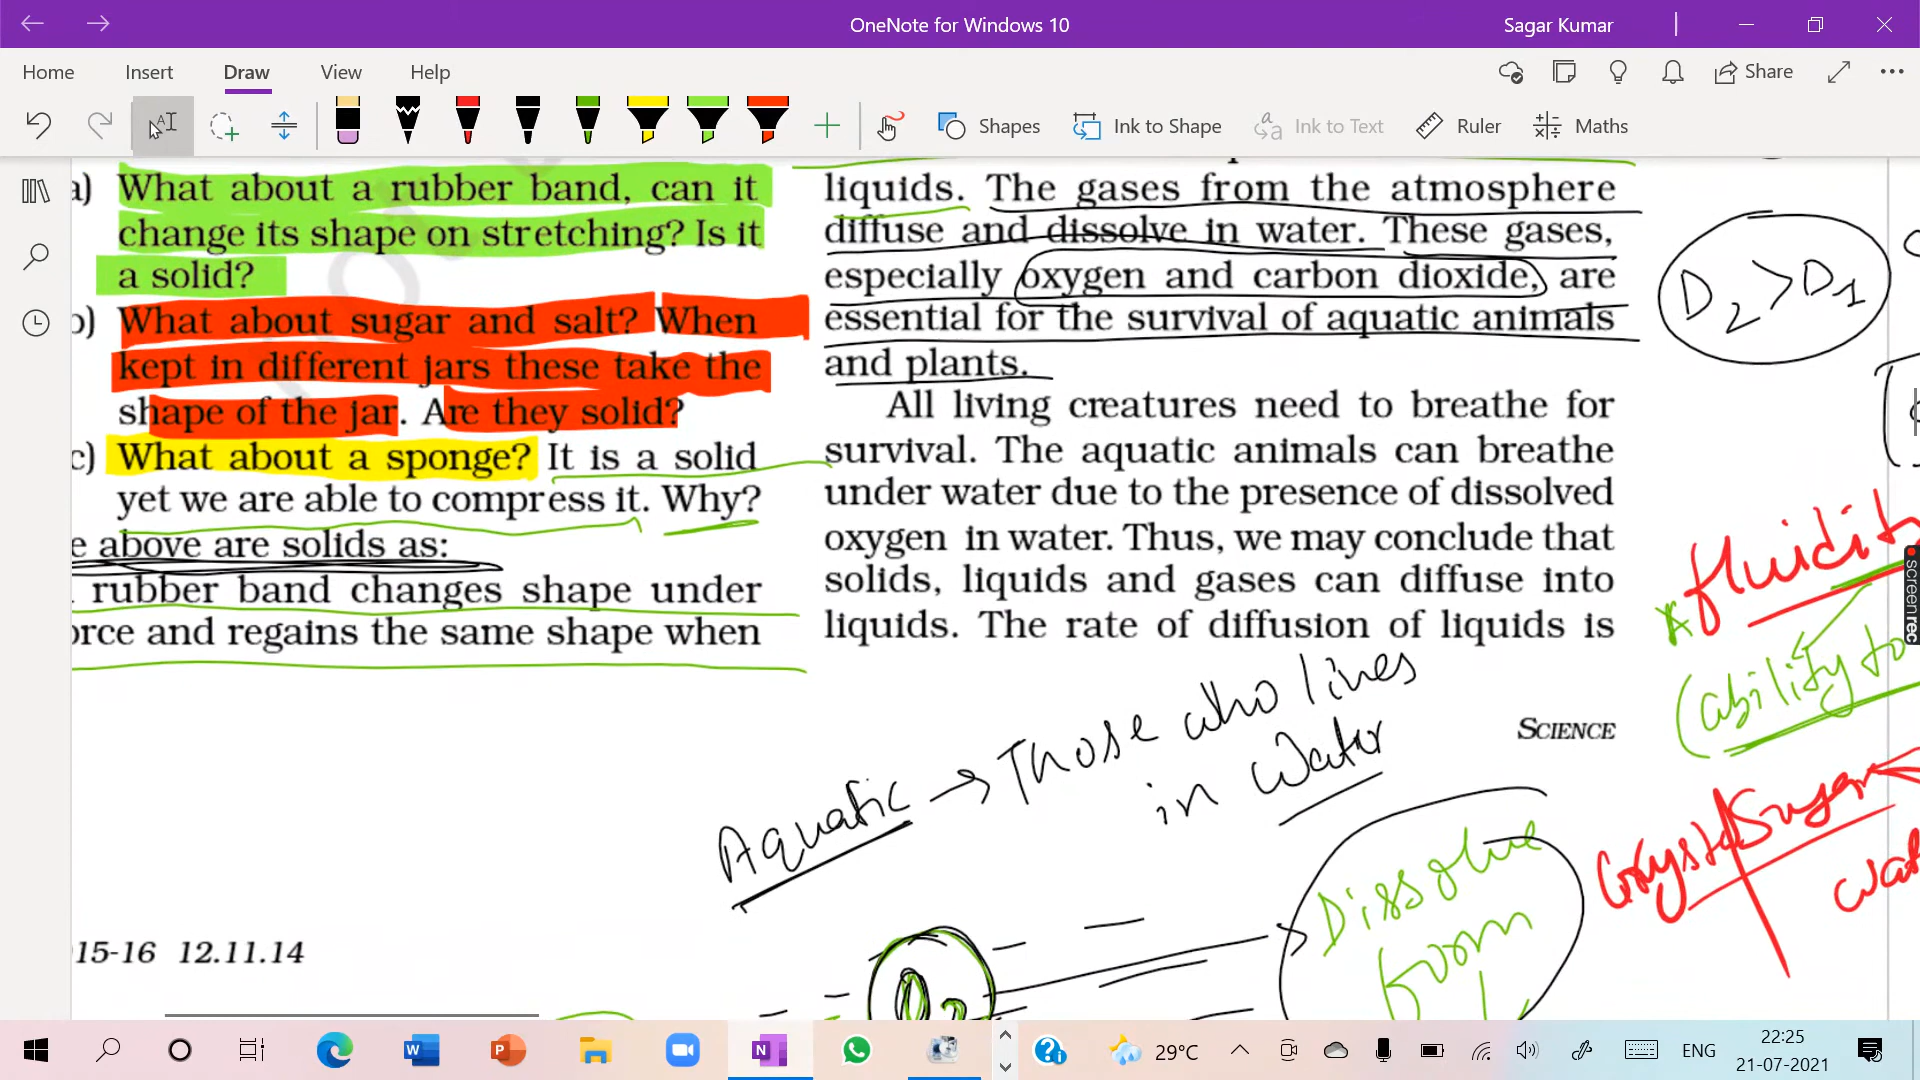 OneNote for Windows 10
Sagar Kumar
Home Insert Draw View Help
Share
Shapes Ink to Shape Ink to Text Ruler Maths
a) What about a rubber band, can it
change its shape on stretching? Is it
a solid?
b) What about sugar and salt? When
kept in different jars these take the
shape of the jar. Are they solid?
c) What about a sponge? It is a solid
yet we are able to compress it. Why?
e above are solids as:
rubber band changes shape under
orce and regains the same shape when
liquids. The gases from the atmosphere
diffuse and dissolve in water. These gases,
especially oxygen and carbon dioxide, are
essential for the survival of aquatic animals
and plants.
All living creatures need to breathe for
survival. The aquatic animals can breathe
under water due to the presence of dissolved
oxygen in water. Thus, we may conclude that
solids, liquids and gases can diffuse into
liquids. The rate of diffusion of liquids is
SCIENCE
D2 > D1
fluidity
(ability to
Sugar
Aquatic → Those who lives
in water
Dissolve
form
O2
15-16 12.11.14
screenrec
29°C
ENG
22:25
21-07-2021